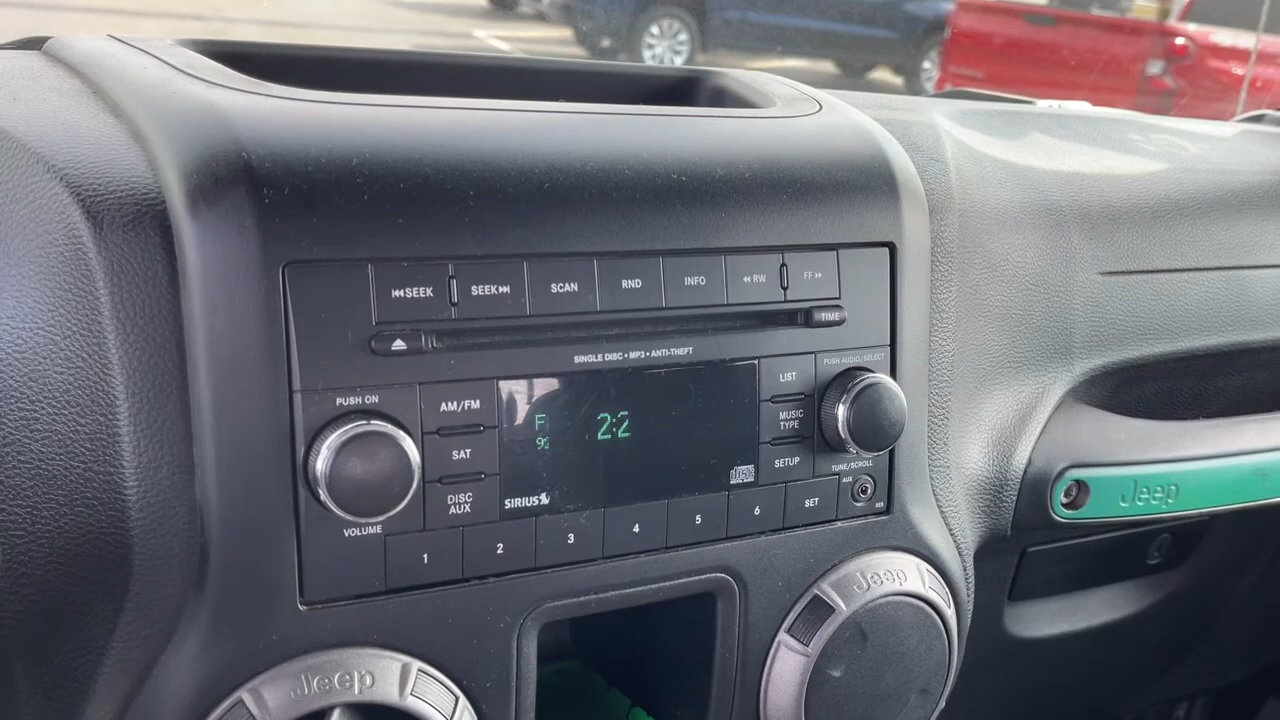 ⏮SEEK SEEK⏭ SCAN RND INFO ◂◂ RW FF ▸▸
TIME
SINGLE DISC • MP3 • ANTI-THEFT
PUSH ON
AM/FM
SAT
DISC
AUX
VOLUME
F
2:2
SIRIUS
LIST
MUSIC
TYPE
SETUP
PUSH AUDIO/SELECT
TUNE/SCROLL
AUX
1 2 3 4 5 6 SET
Jeep
Jeep
Jeep